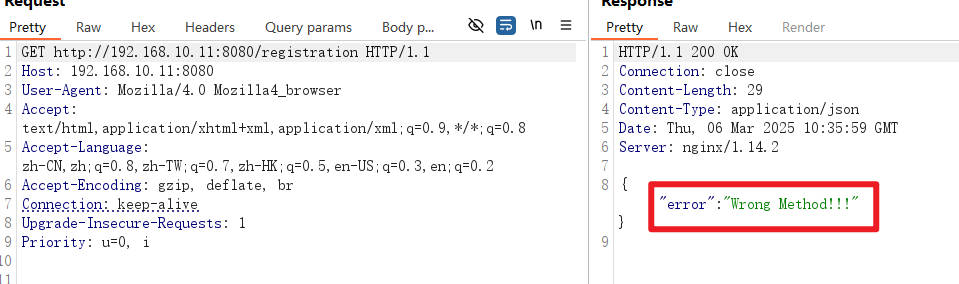 Request
Pretty Raw Hex Headers Query params Body p... \n
1 GET http://192.168.10.11:8080/registration HTTP/1.1
2 Host: 192.168.10.11:8080
3 User-Agent: Mozilla/4.0 Mozilla4_browser
4 Accept:
text/html,application/xhtml+xml,application/xml;q=0.9,*/*;q=0.8
5 Accept-Language:
zh-CN,zh;q=0.8,zh-TW;q=0.7,zh-HK;q=0.5,en-US;q=0.3,en;q=0.2
6 Accept-Encoding: gzip, deflate, br
7 Connection: keep-alive
8 Upgrade-Insecure-Requests: 1
9 Priority: u=0, i
10
11
Response
Pretty Raw Hex Render
1 HTTP/1.1 200 OK
2 Connection: close
3 Content-Length: 29
4 Content-Type: application/json
5 Date: Thu, 06 Mar 2025 10:35:59 GMT
6 Server: nginx/1.14.2
7
8 {
"error":"Wrong Method!!!"
}
9